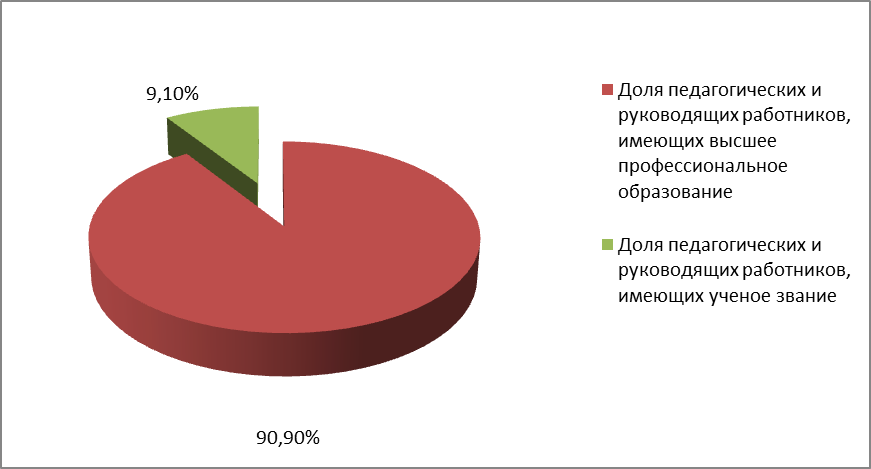 9,10%
90,90%
Доля педагогических и
руководящих работников,
имеющих высшее
профессиональное
образование
Доля педагогических и
руководящих работников,
имеющих ученое звание